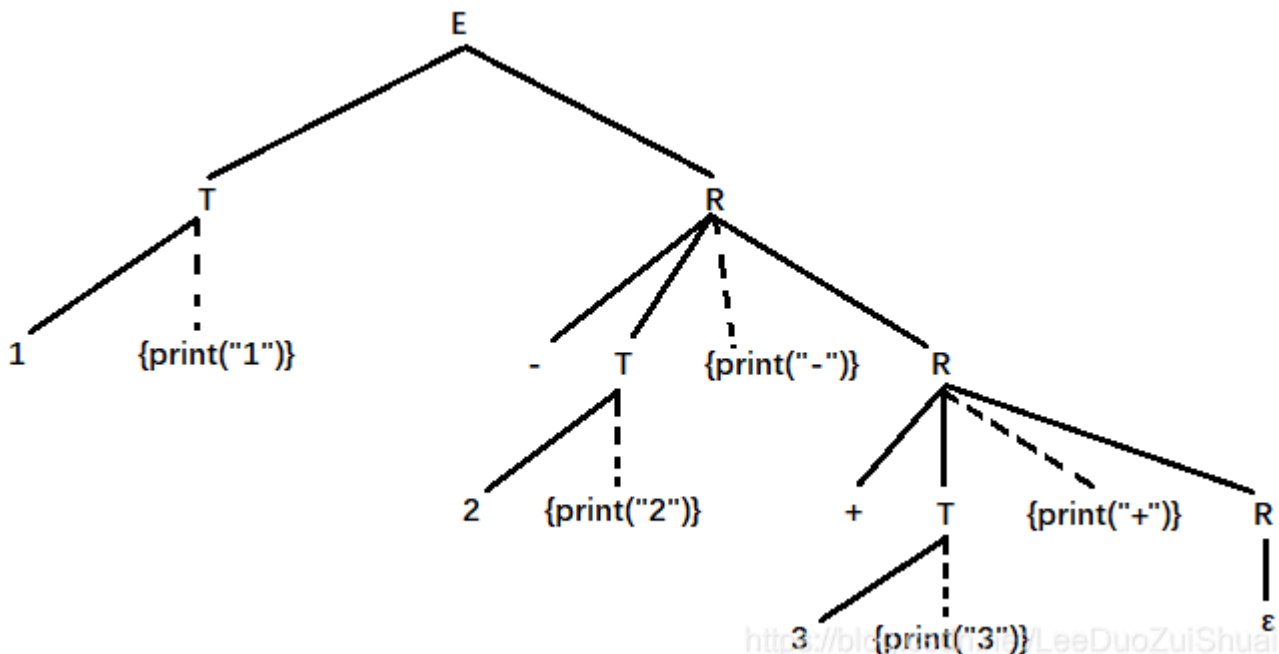 E
T R
1 {print("1")} - T {print("-")} R
2 {print("2")} + T {print("+")} R
3 {print("3")} ε